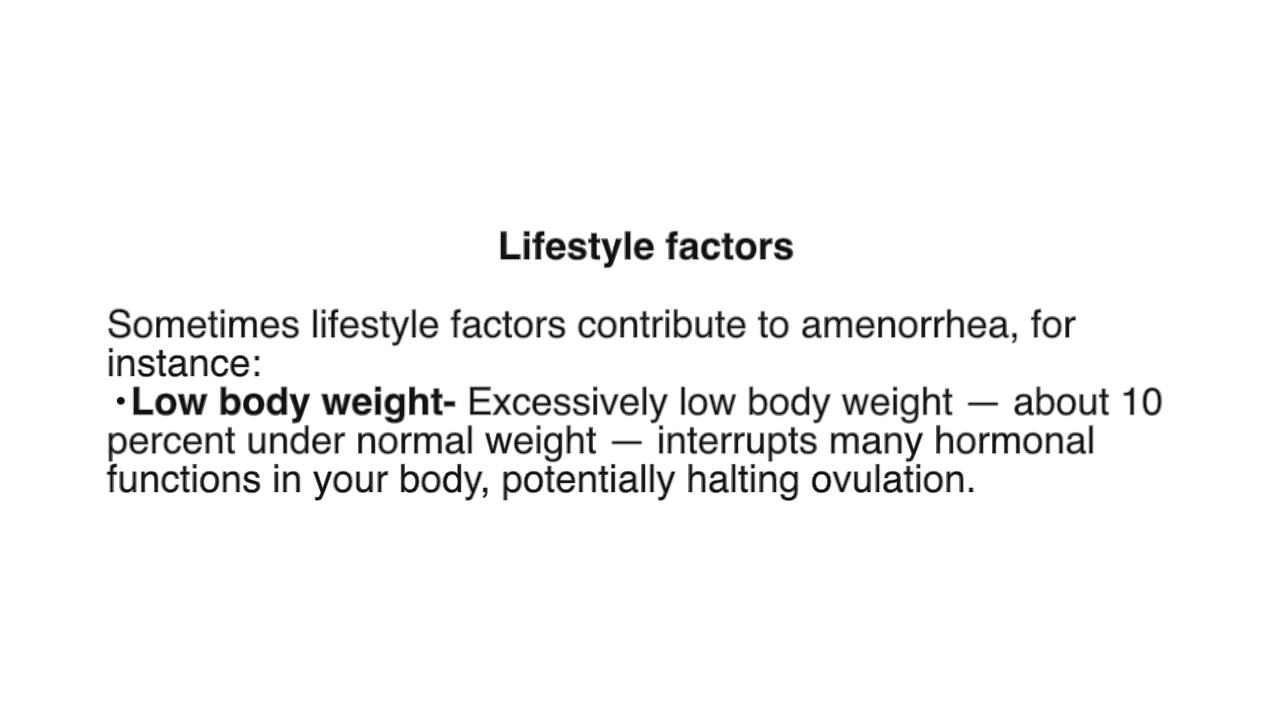 Lifestyle factors
Sometimes lifestyle factors contribute to amenorrhea, for
instance:
•Low body weight- Excessively low body weight — about 10
percent under normal weight — interrupts many hormonal
functions in your body, potentially halting ovulation.